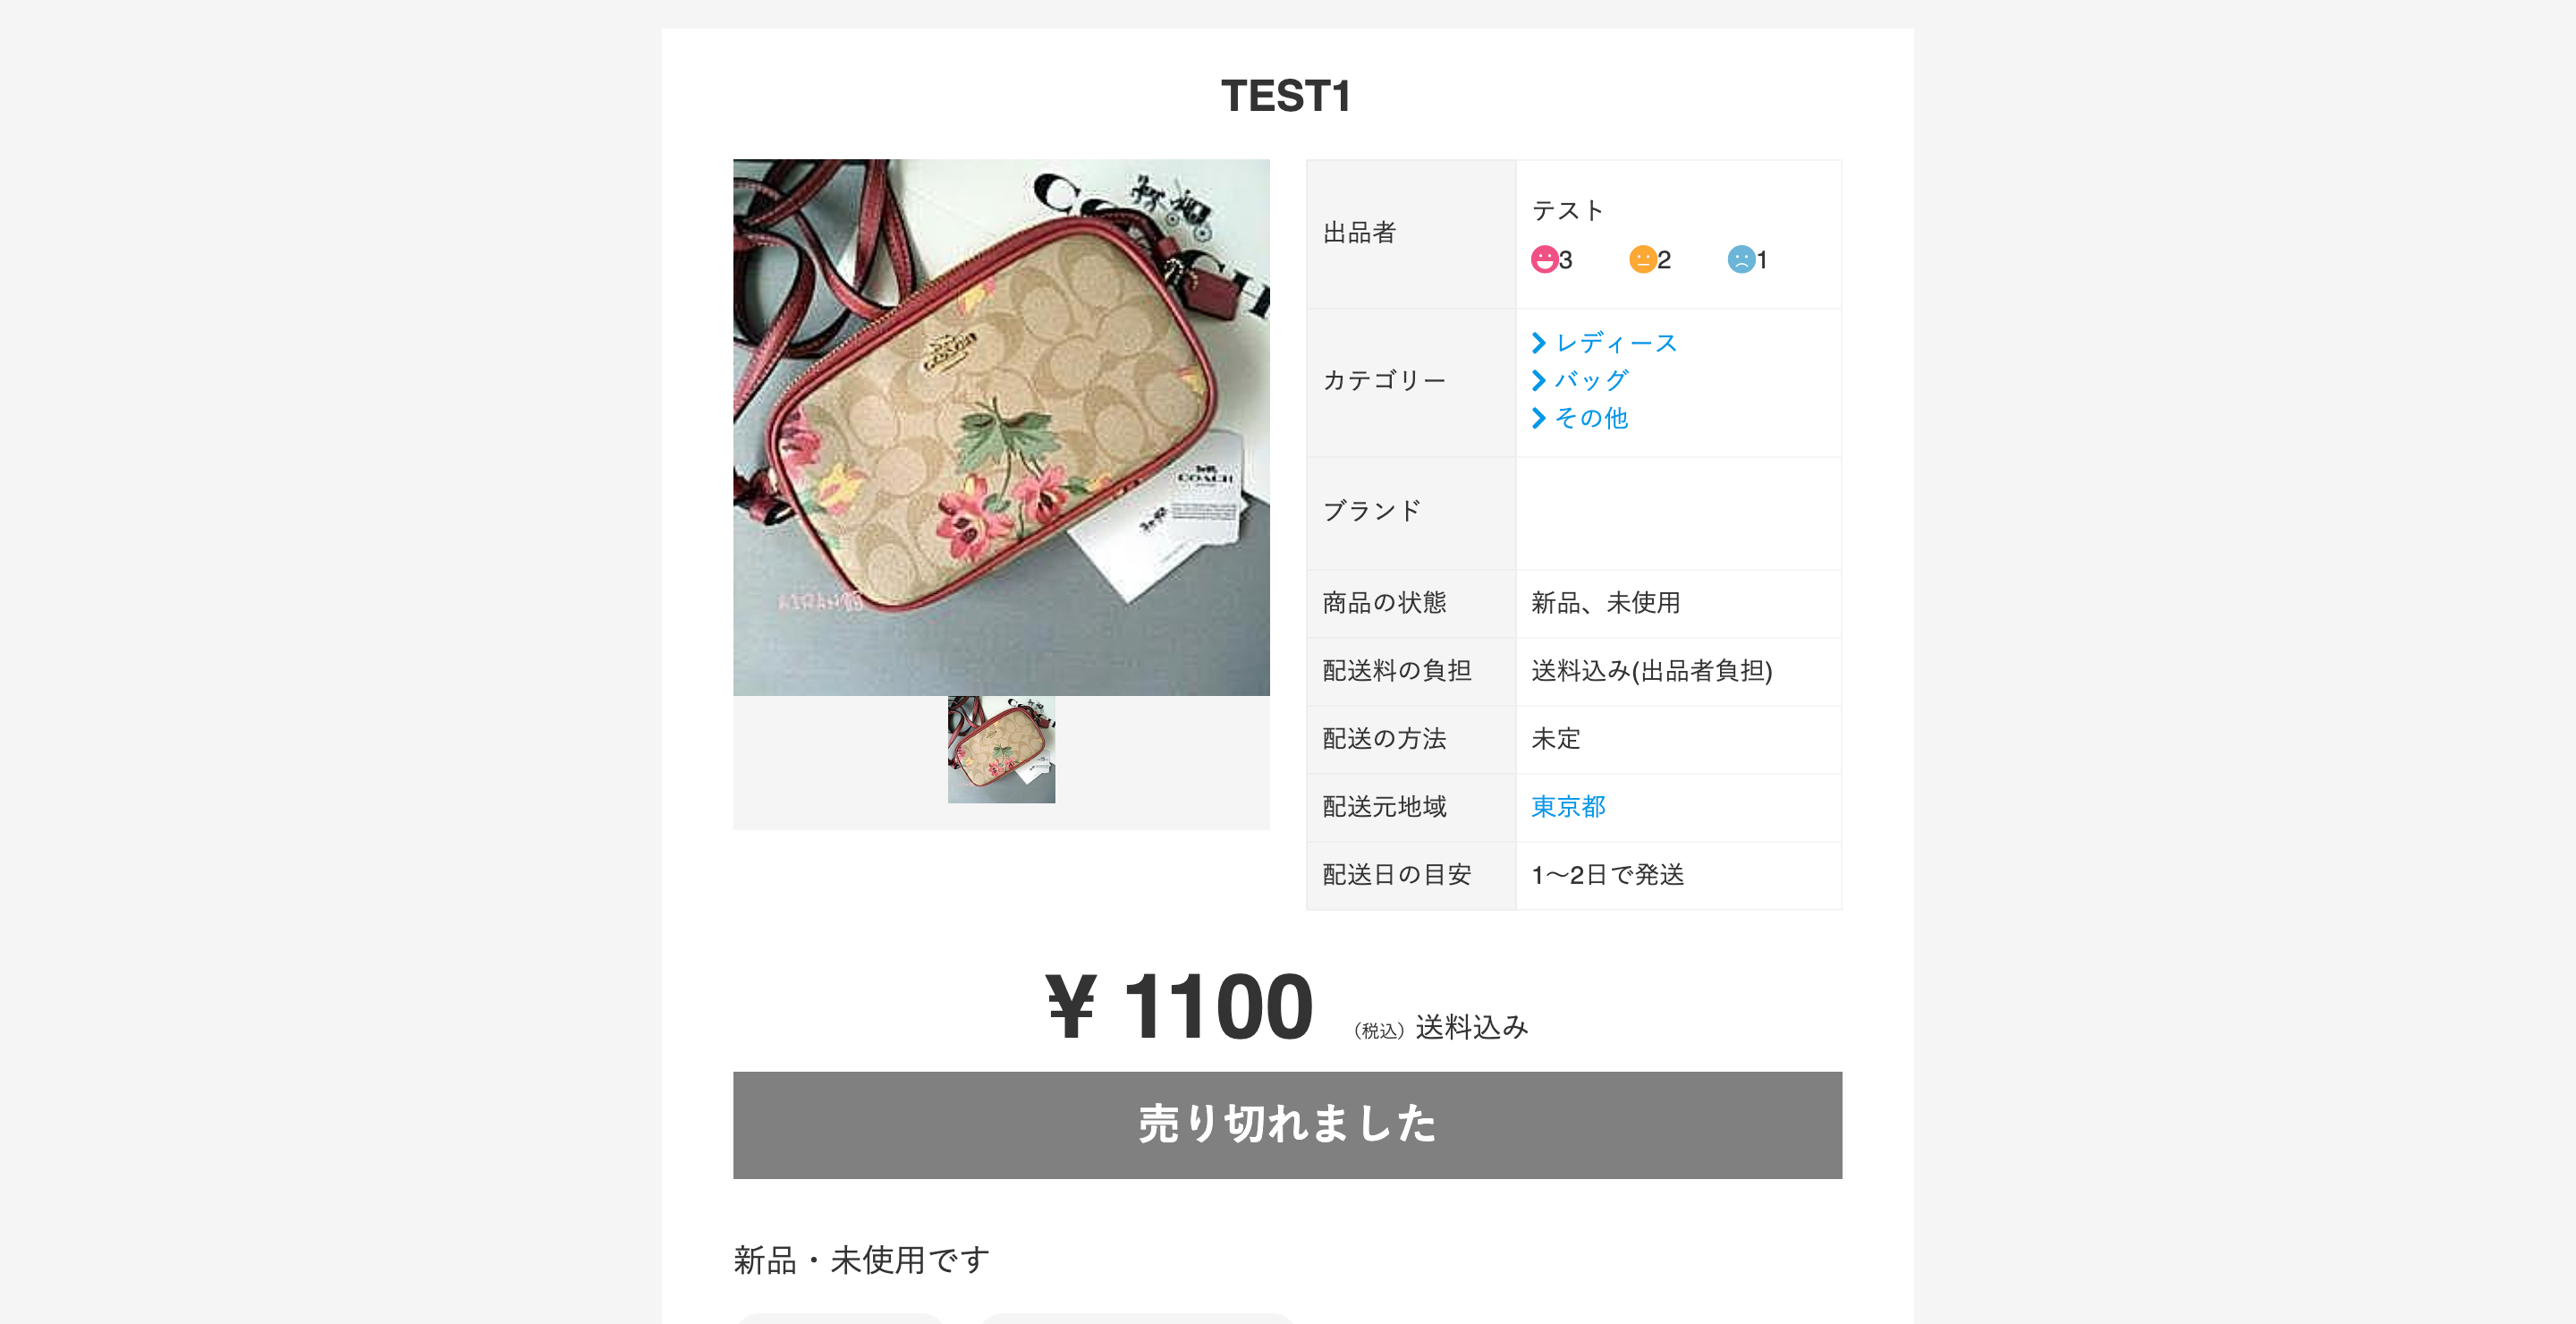 TEST1
COACH
出品者
テスト
3
2
1
カテゴリー
レディース
バッグ
その他
ブランド
商品の状態
新品、未使用
配送料の負担
送料込み(出品者負担)
配送の方法
未定
配送元地域
東京都
配送日の目安
1〜2日で発送
¥ 1100 (税込) 送料込み
売り切れました
新品・未使用です